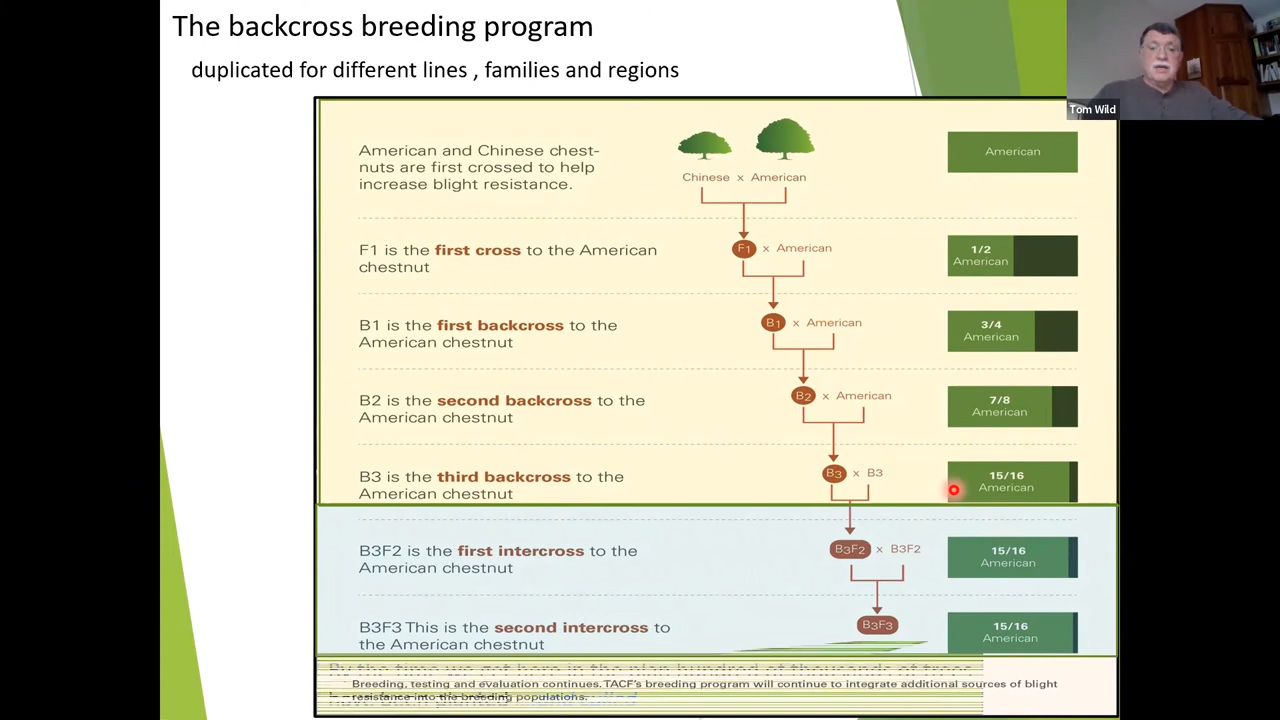 The backcross breeding program
duplicated for different lines , families and regions
Tom Wild
American and Chinese chest-
nuts are first crossed to help
increase blight resistance.
Chinese x American
American
F1 is the first cross to the American
chestnut
F1 x American
1/2
American
B1 is the first backcross to the
American chestnut
B1 x American
3/4
American
B2 is the second backcross to the
American chestnut
B2 x American
7/8
American
B3 is the third backcross to the
American chestnut
B3 x B3
15/16
American
B3F2 is the first intercross to the
American chestnut
B3F2 x B3F2
15/16
American
B3F3 This is the second intercross to
the American chestnut
B3F3
15/16
American
Breeding, testing and evaluation continues. TACF's breeding program will continue to integrate additional sources of blight
resistance into the breeding populations.